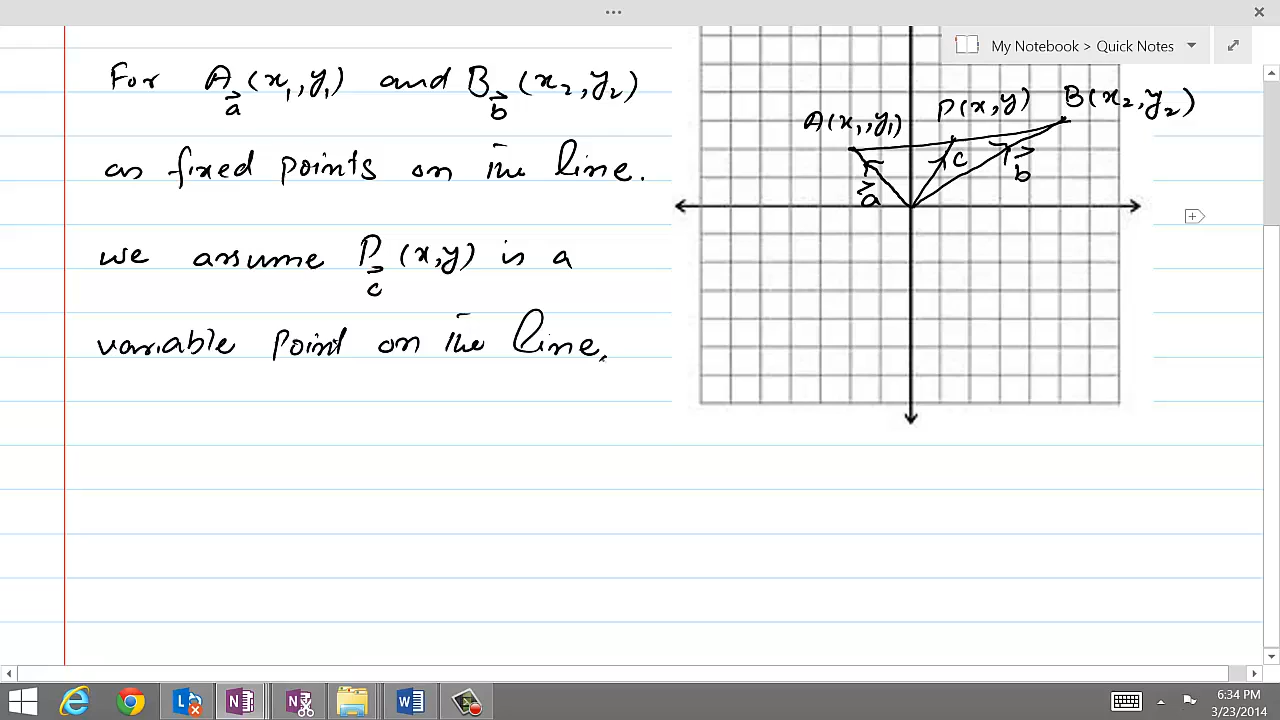 My Notebook > Quick Notes
For A(x₁,y₁) and B(x₂,y₂)
a⃗ b⃗
as fixed points on the line.
we assume P(x,y) is a
c⃗
variable point on the line.
A(x₁,y₁) P(x,y) B(x₂,y₂)
a⃗ c b⃗
6:34 PM
3/23/2014